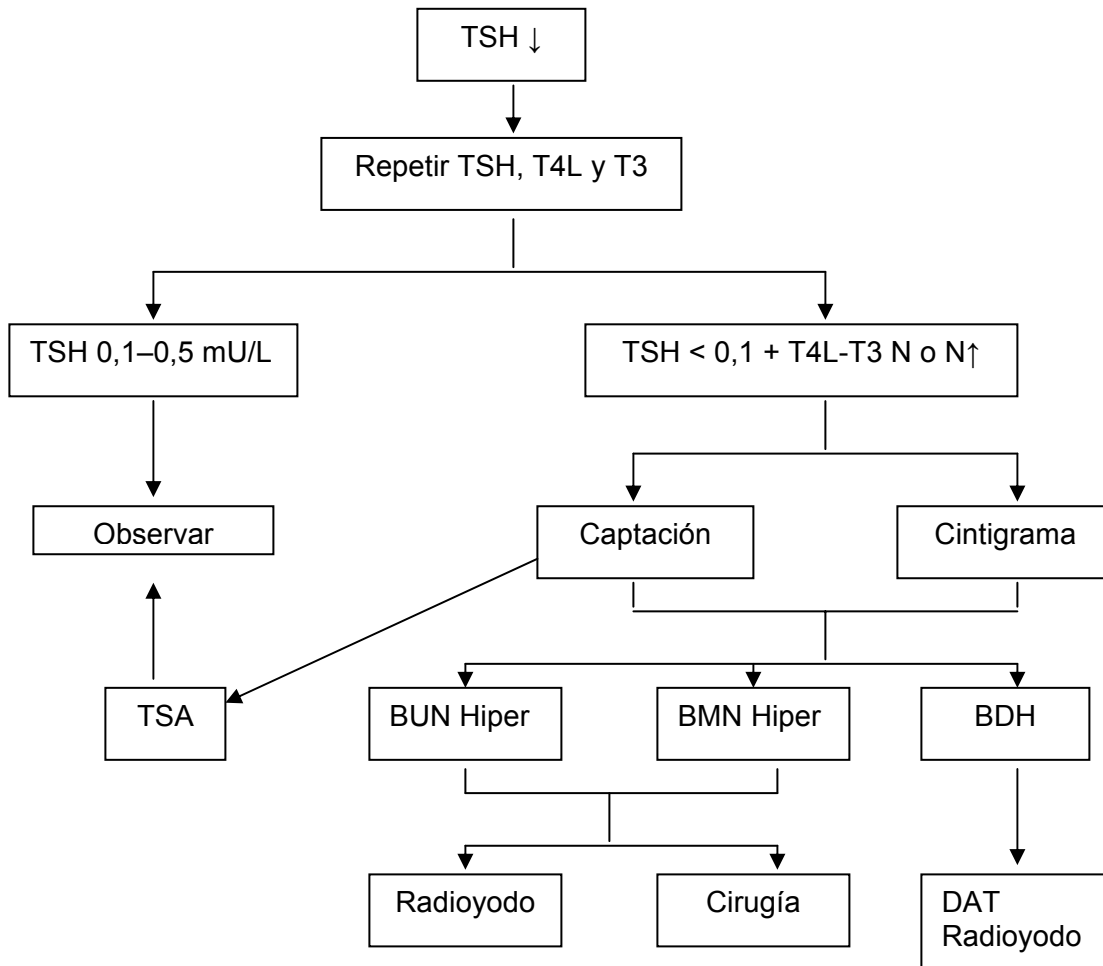 TSH ↓
Repetir TSH, T4L y T3
TSH 0,1–0,5 mU/L
TSH < 0,1 + T4L-T3 N o N↑
Observar
Captación
Cintigrama
TSA
BUN Hiper
BMN Hiper
BDH
Radioyodo
Cirugía
DAT
Radioyodo